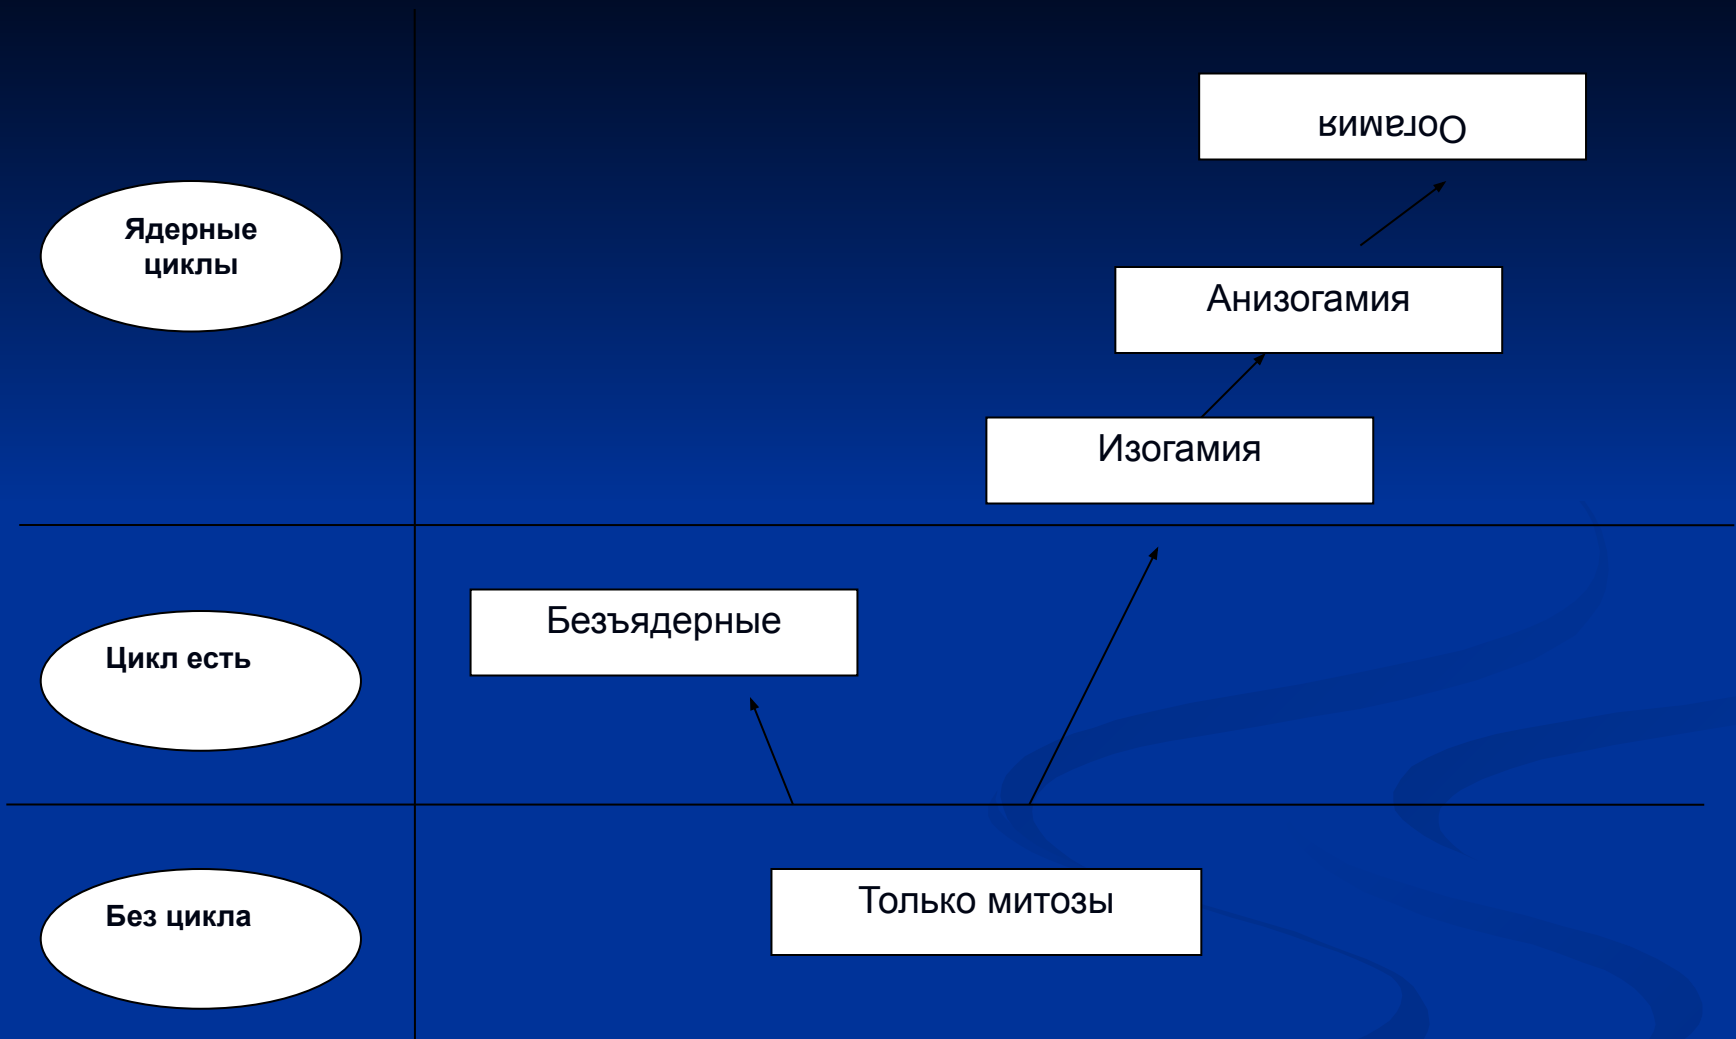 Оогамия
Ядерные
циклы
Анизогамия
Изогамия
Безъядерные
Цикл есть
Только митозы
Без цикла